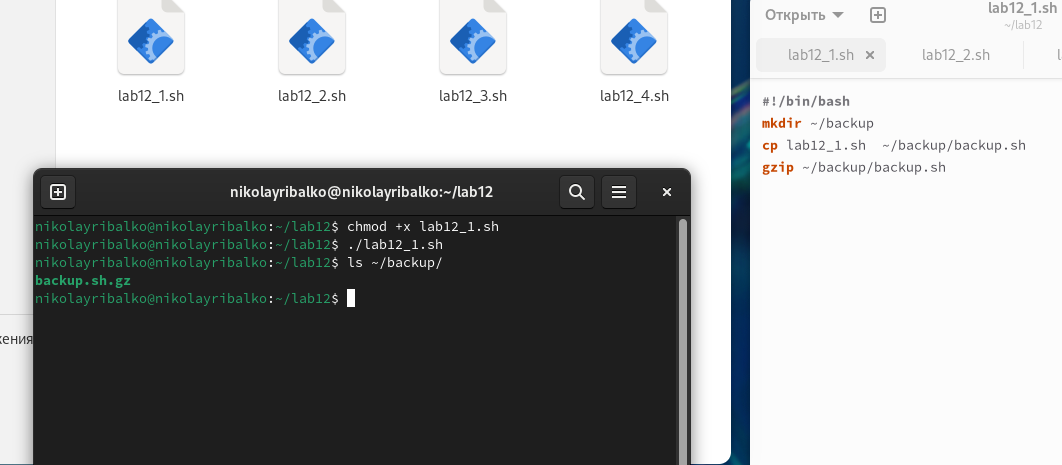 lab12_1.sh
lab12_2.sh
lab12_3.sh
lab12_4.sh
nikolayribalko@nikolayribalko:~/lab12
nikolayribalko@nikolayribalko:~/lab12$ chmod +x lab12_1.sh
nikolayribalko@nikolayribalko:~/lab12$ ./lab12_1.sh
nikolayribalko@nikolayribalko:~/lab12$ ls ~/backup/
backup.sh.gz
nikolayribalko@nikolayribalko:~/lab12$
Открыть
lab12_1.sh
~/lab12
lab12_1.sh
lab12_2.sh
#!/bin/bash
mkdir ~/backup
cp lab12_1.sh  ~/backup/backup.sh
gzip ~/backup/backup.sh